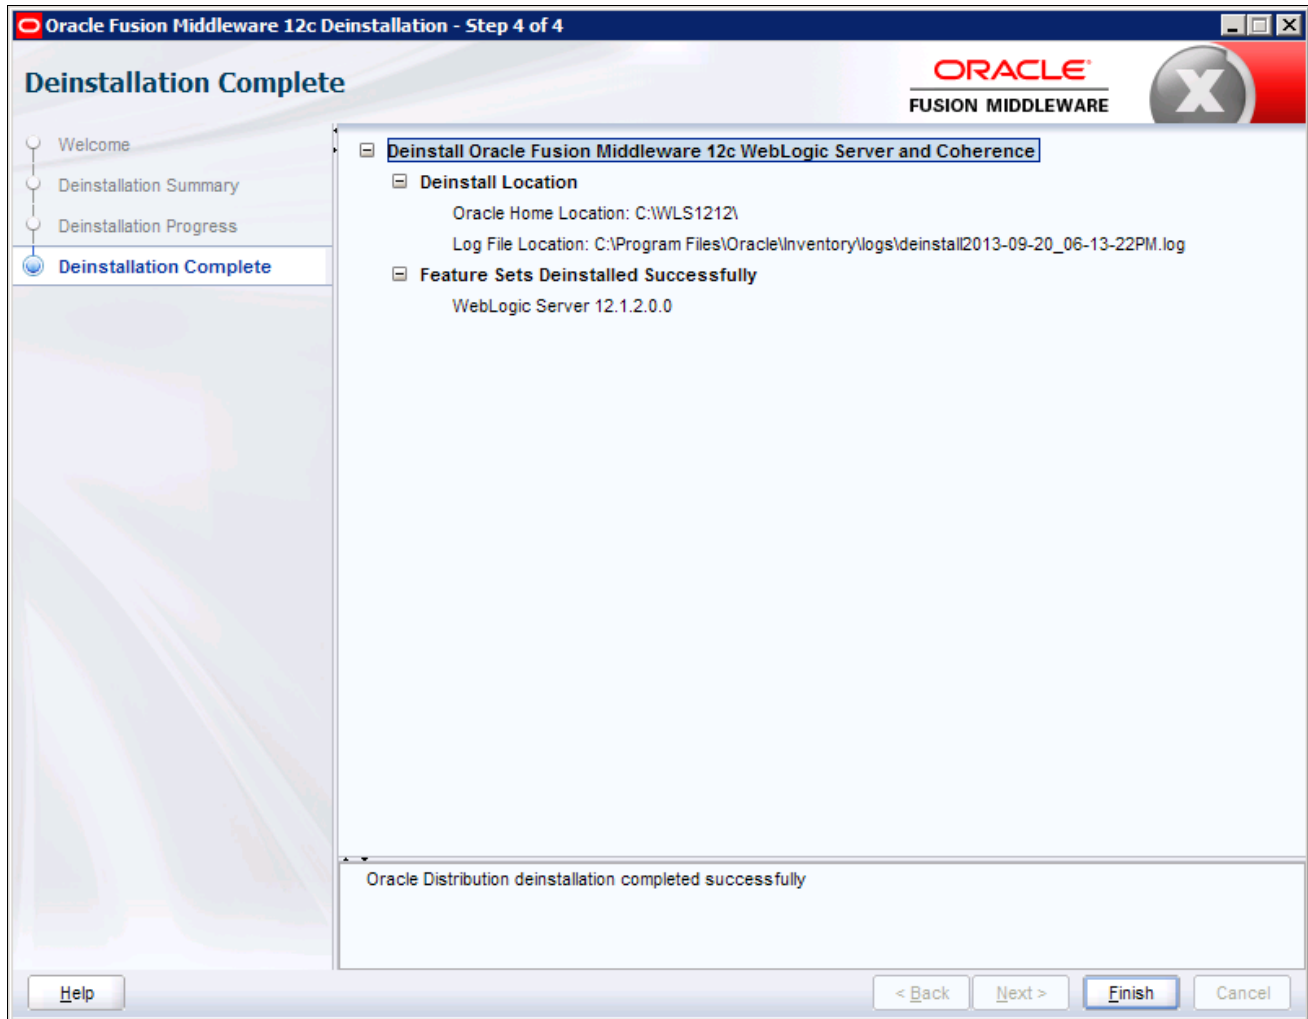 Oracle Fusion Middleware 12c Deinstallation - Step 4 of 4
Deinstallation Complete
ORACLE®
FUSION MIDDLEWARE
X
Welcome
Deinstallation Summary
Deinstallation Progress
Deinstallation Complete
Deinstall Oracle Fusion Middleware 12c WebLogic Server and Coherence
Deinstall Location
Oracle Home Location: C:\WLS1212\
Log File Location: C:\Program Files\Oracle\Inventory\logs\deinstall2013-09-20_06-13-22PM.log
Feature Sets Deinstalled Successfully
WebLogic Server 12.1.2.0.0
Oracle Distribution deinstallation completed successfully
Help
< Back
Next >
Finish
Cancel